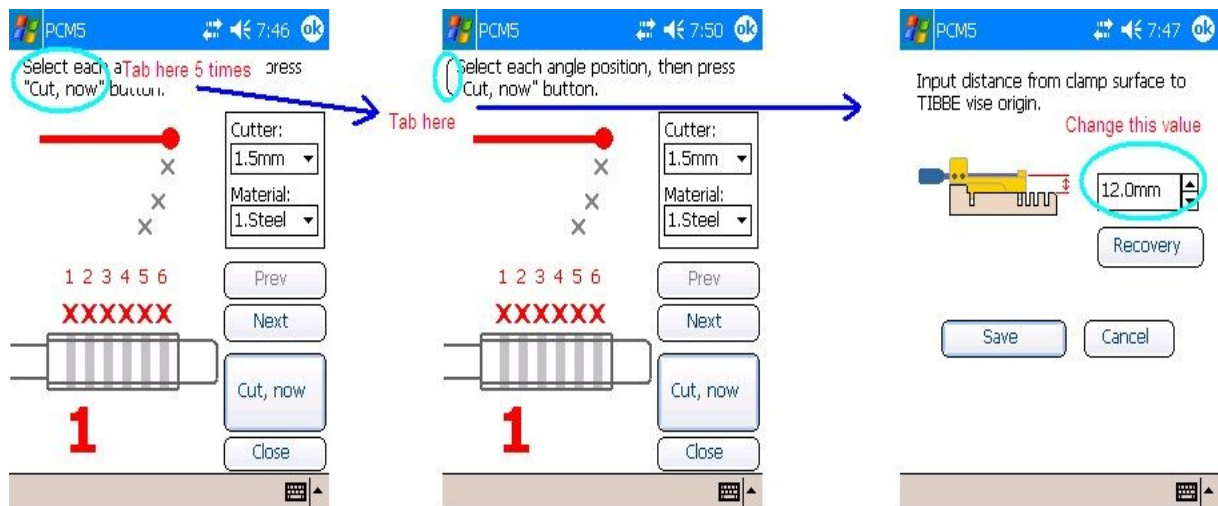 PCM5
7:46 ok
Select each a Tab here 5 times press
"Cut, now" button.
Cutter:
1.5mm
Material:
1.Steel
1 2 3 4 5 6
XXXXXX
Prev
Next
Cut, now
1
Close
PCM5
7:50 ok
Select each angle position, then press
"Cut, now" button.
Tab here
Cutter:
1.5mm
Material:
1.Steel
1 2 3 4 5 6
XXXXXX
Prev
Next
Cut, now
1
Close
PCM5
7:47 ok
Input distance from clamp surface to
TIBBE vise origin.
Change this value
12.0mm
Recovery
Save
Cancel